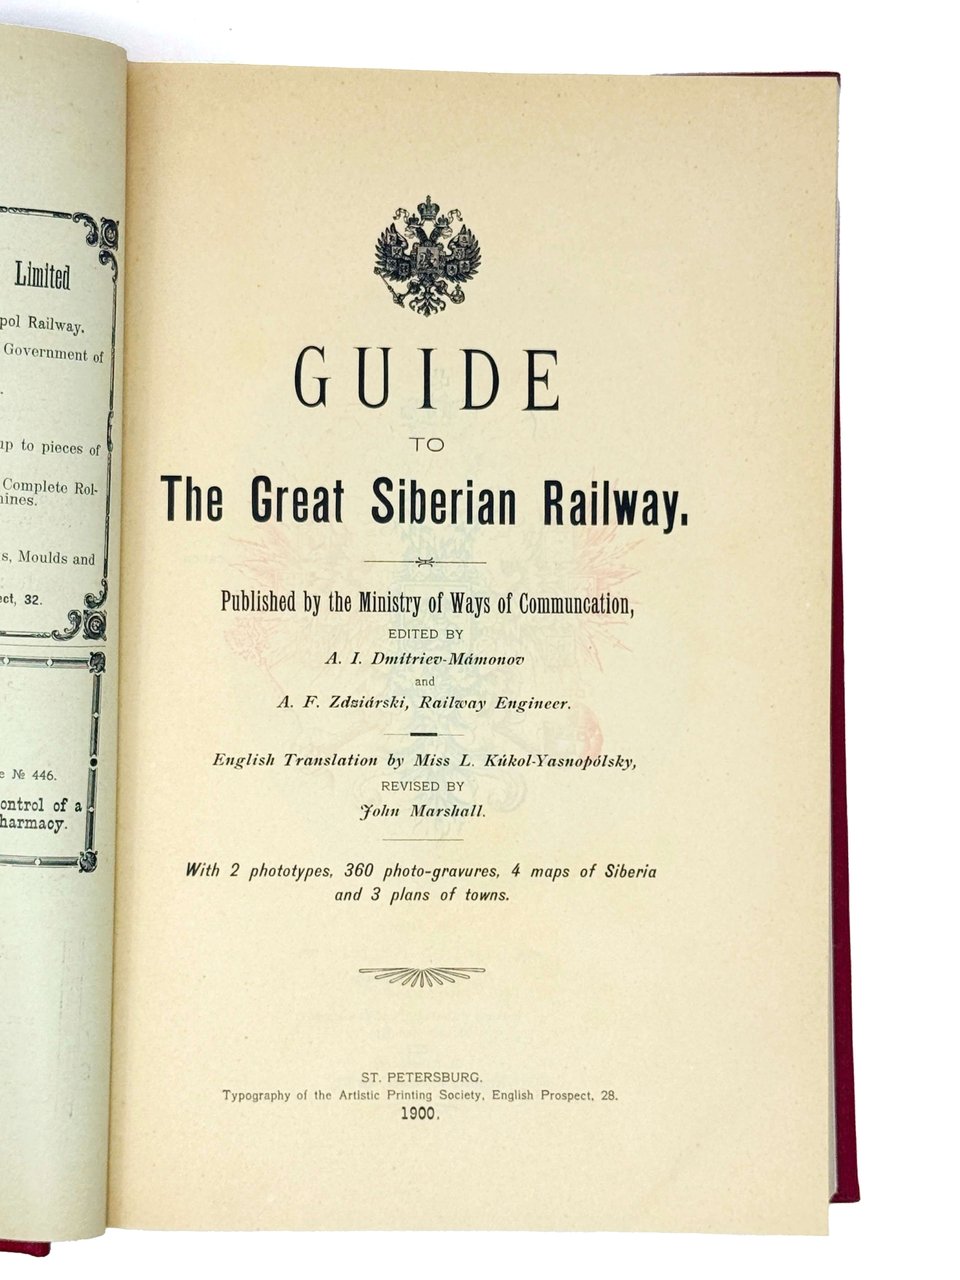 Limited
pol Railway.
Government of
up to pieces of
Complete Rol-
s, Moulds and
32.
№ 446.
ontrol of a
harmacy.
GUIDE
TO
The Great Siberian Railway.
Published by the Ministry of Ways of Communcation,
EDITED BY
A. I. Dmítriev-Mámonov
and
A. F. Zdziárski, Railway Engineer.
English Translation by Miss L. Kúkol-Yasnopólsky,
REVISED BY
John Marshall.
With 2 phototypes, 360 photo-gravures, 4 maps of Siberia
and 3 plans of towns.
ST. PETERSBURG.
Typography of the Artistic Printing Society, English Prospect, 28.
1900.